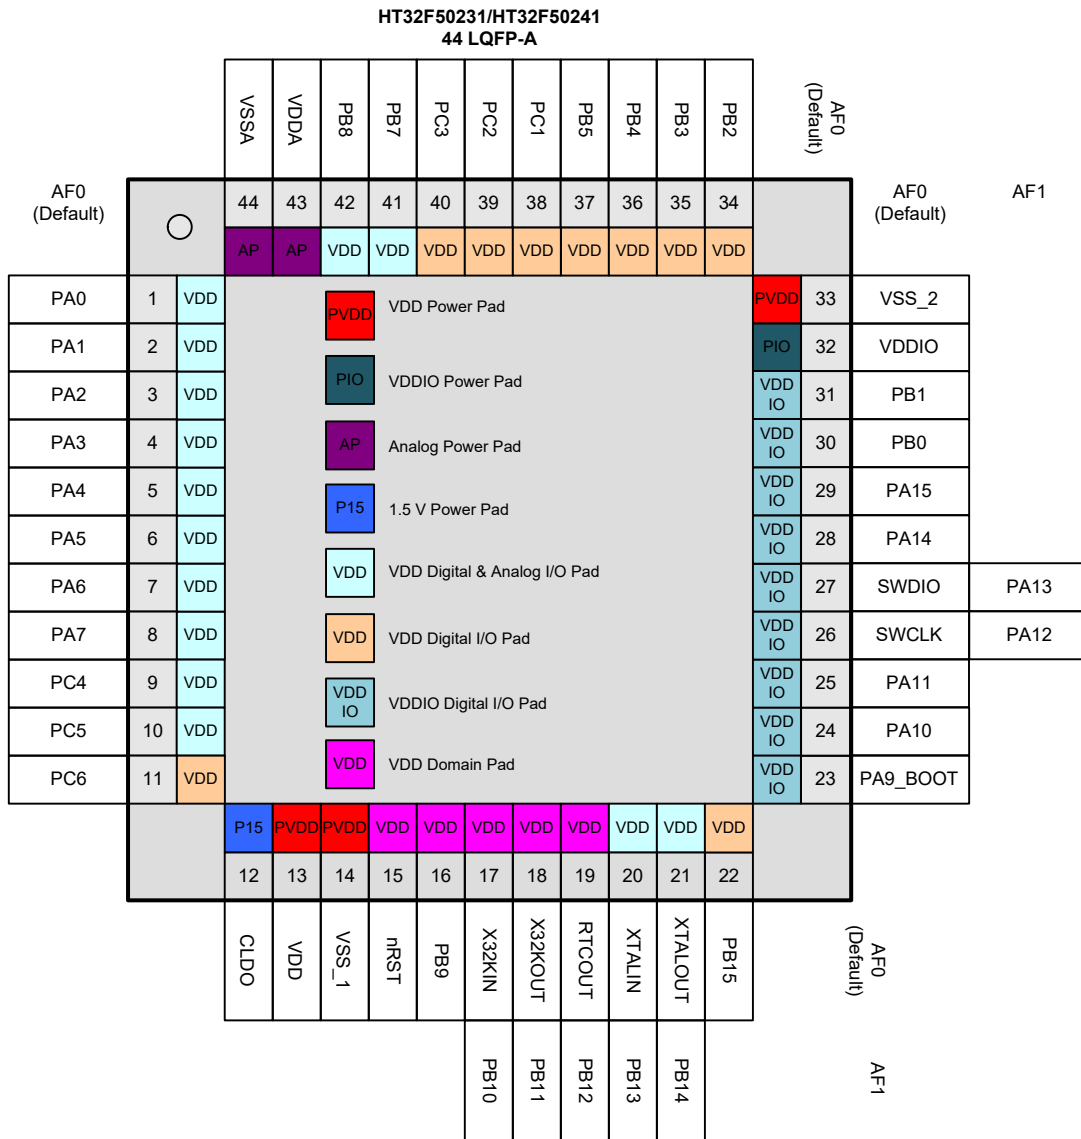 HT32F50231/HT32F50241
44 LQFP-A
VSSA
VDDA
PB8
PB7
PC3
PC2
PC1
PB5
PB4
PB3
PB2
AF0
(Default)
AF0
(Default)
44
43
42
41
40
39
38
37
36
35
34
AF0
(Default)
AF1
AP
AP
VDD
VDD
VDD
VDD
VDD
VDD
VDD
VDD
VDD
PA0
1
VDD
PA1
2
VDD
PA2
3
VDD
PA3
4
VDD
PA4
5
VDD
PA5
6
VDD
PA6
7
VDD
PA7
8
VDD
PC4
9
VDD
PC5
10
VDD
PC6
11
VDD
PVDD
VDD Power Pad
PIO
VDDIO Power Pad
AP
Analog Power Pad
P15
1.5 V Power Pad
VDD
VDD Digital & Analog I/O Pad
VDD
VDD Digital I/O Pad
VDD
IO
VDDIO Digital I/O Pad
VDD
VDD Domain Pad
PVDD
33
VSS_2
PIO
32
VDDIO
VDD
IO
31
PB1
VDD
IO
30
PB0
VDD
IO
29
PA15
VDD
IO
28
PA14
VDD
IO
27
SWDIO
PA13
VDD
IO
26
SWCLK
PA12
VDD
IO
25
PA11
VDD
IO
24
PA10
VDD
IO
23
PA9_BOOT
P15
PVDD
PVDD
VDD
VDD
VDD
VDD
VDD
VDD
VDD
VDD
12
13
14
15
16
17
18
19
20
21
22
CLDO
VDD
VSS_1
nRST
PB9
X32KIN
X32KOUT
RTCOUT
XTALIN
XTALOUT
PB15
AF0
(Default)
PB10
PB11
PB12
PB13
PB14
AF1